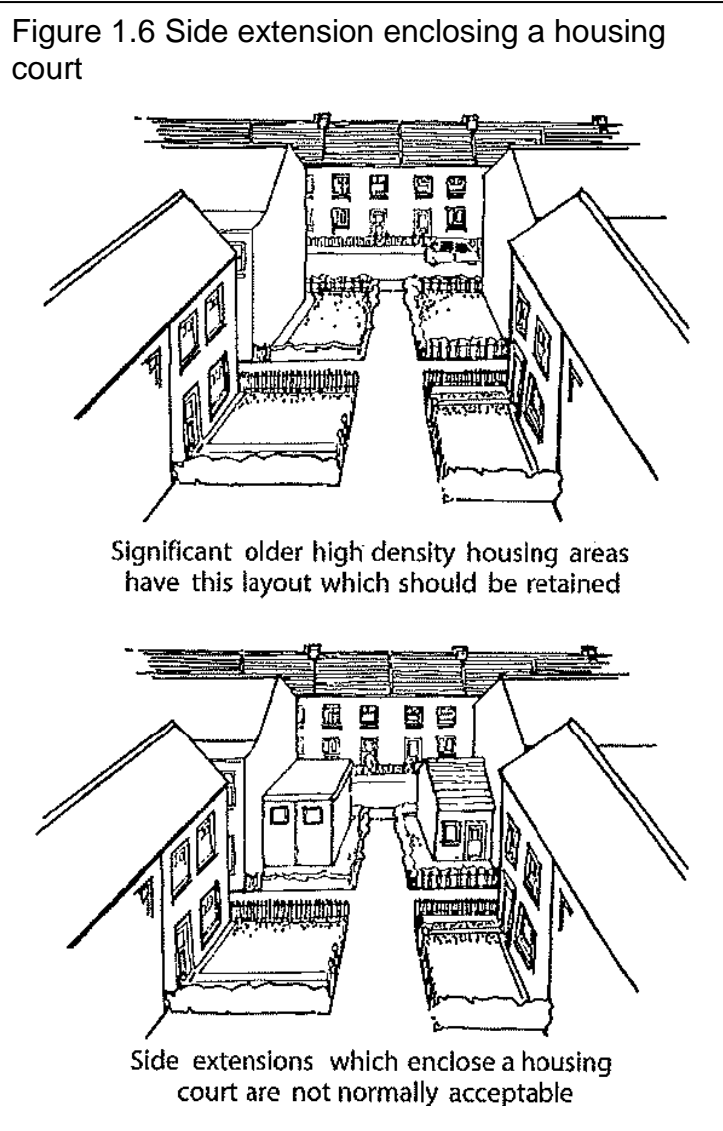 Figure 1.6 Side extension enclosing a housing
court
Significant older high density housing areas
have this layout which should be retained
Side extensions which enclose a housing
court are not normally acceptable